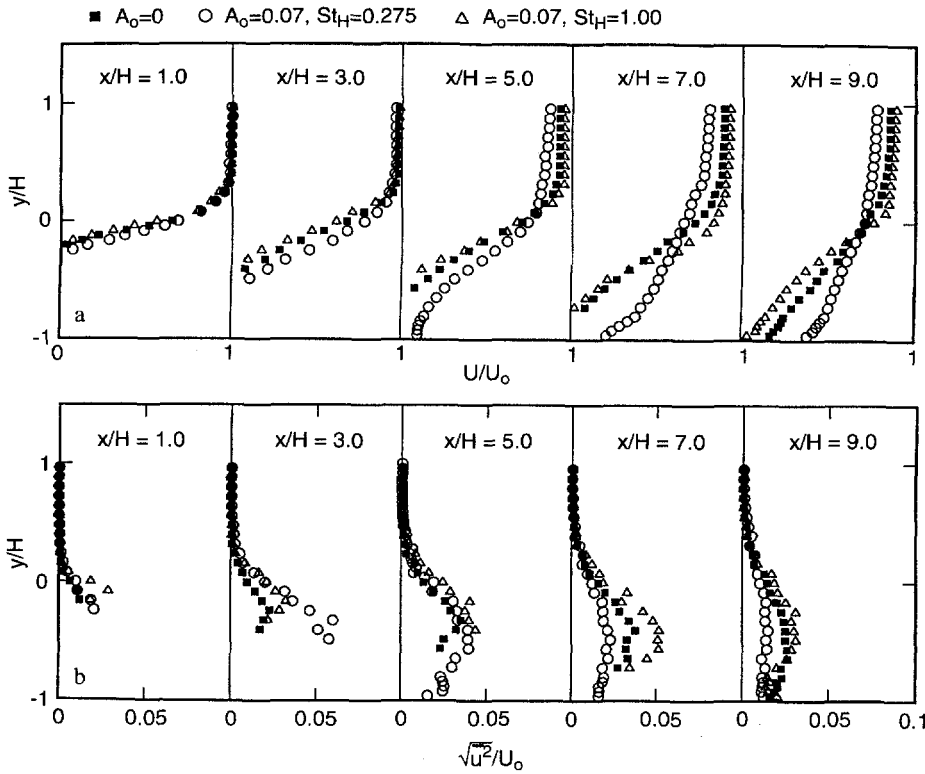 ■ A₀=0 ○ A₀=0.07, St_H=0.275 △ A₀=0.07, St_H=1.00
x/H = 1.0 x/H = 3.0 x/H = 5.0 x/H = 7.0 x/H = 9.0
1
y/H
0
a
-1
0 1 1 1 1 1
U/U₀
x/H = 1.0 x/H = 3.0 x/H = 5.0 x/H = 7.0 x/H = 9.0
1
y/H
0
b
-1
0 0.05 0 0.05 0 0.05 0 0.05 0 0.05 0.1
√u²/U₀